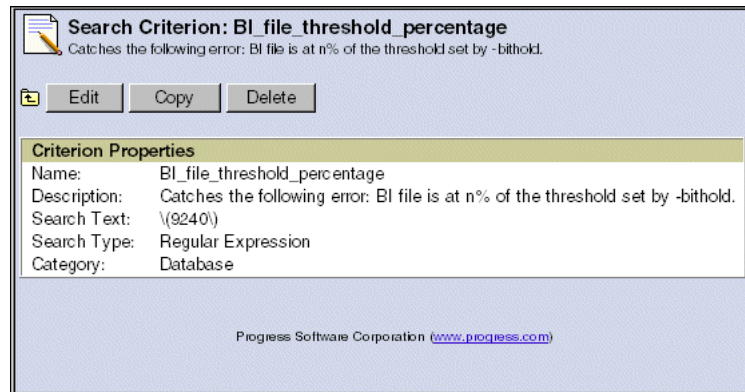 Search Criterion: BI_file_threshold_percentage
Catches the following error: BI file is at n% of the threshold set by -bithold.
Edit Copy Delete
Criterion Properties
Name: BI_file_threshold_percentage
Description: Catches the following error: BI file is at n% of the threshold set by -bithold.
Search Text: \(9240\)
Search Type: Regular Expression
Category: Database
Progress Software Corporation (www.progress.com)